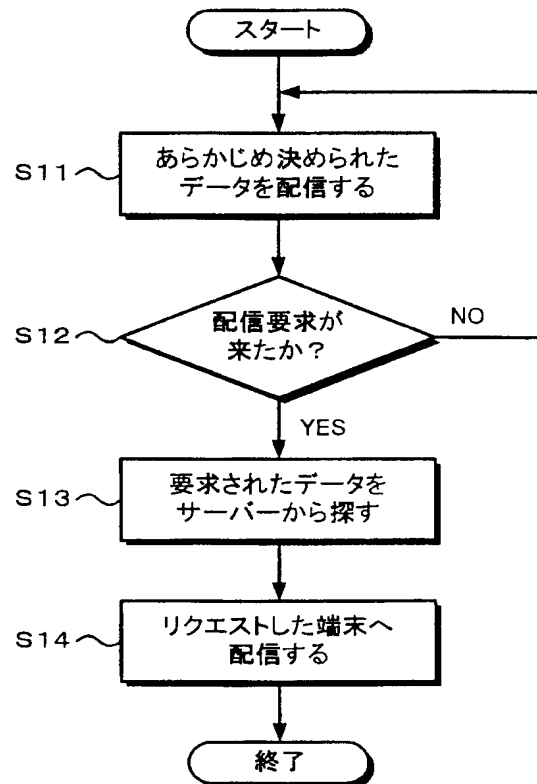 スタート
S11
あらかじめ決められた
データを配信する
S12
配信要求が
来たか？
NO
YES
S13
要求されたデータを
サーバーから探す
S14
リクエストした端末へ
配信する
終了